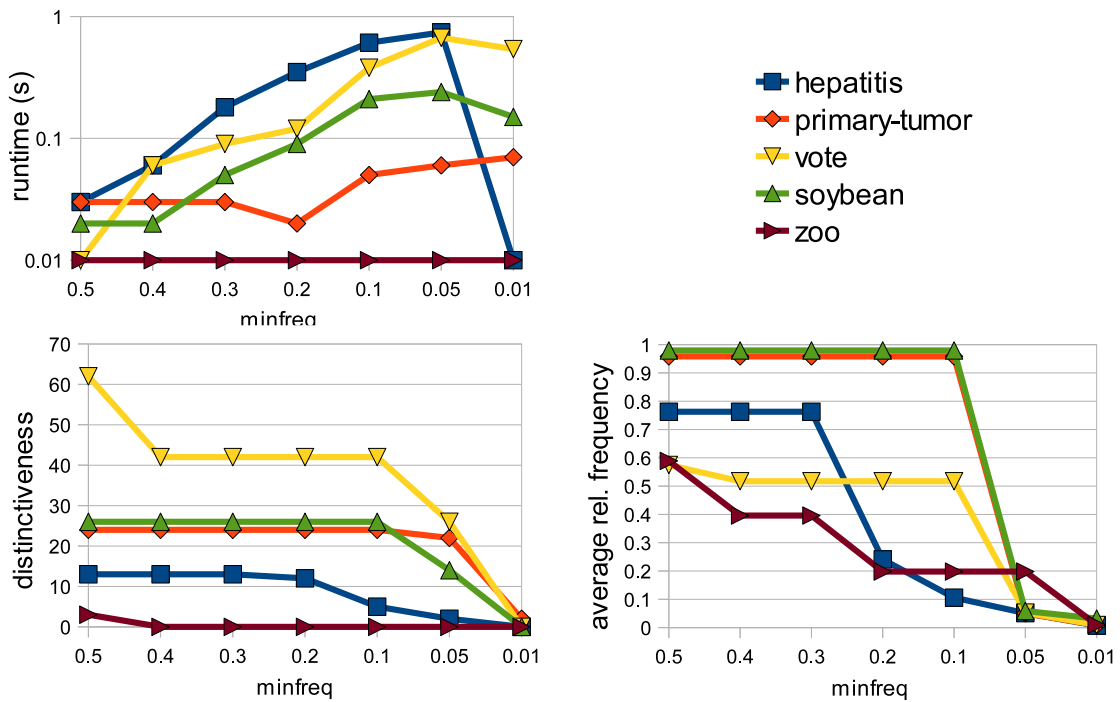 1
0.1
0.01
runtime (s)
0.5 0.4 0.3 0.2 0.1 0.05 0.01
minfreq
hepatitis
primary-tumor
vote
soybean
zoo
70
60
50
40
30
20
10
0
distinctiveness
0.5 0.4 0.3 0.2 0.1 0.05 0.01
minfreq
1
0.9
0.8
0.7
0.6
0.5
0.4
0.3
0.2
0.1
0
average rel. frequency
0.5 0.4 0.3 0.2 0.1 0.05 0.01
minfreq